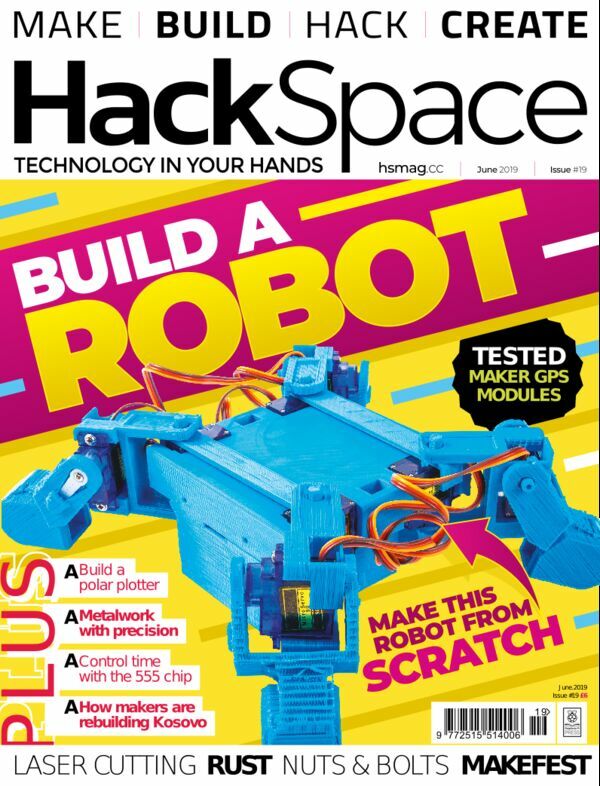 MAKE | BUILD | HACK | CREATE
HackSpace
TECHNOLOGY IN YOUR HANDS
hsmag.cc | June 2019 | Issue #19
BUILD A
ROBOT
TESTED
MAKER GPS
MODULES
MAKE THIS
ROBOT FROM
SCRATCH
PLUS
A Build a
polar plotter
A Metalwork
with precision
A Control time
with the 555 chip
A How makers are
rebuilding Kosovo
June.2019
Issue #19 £6
19
9 772515 514006
LASER CUTTING RUST NUTS & BOLTS MAKEFEST